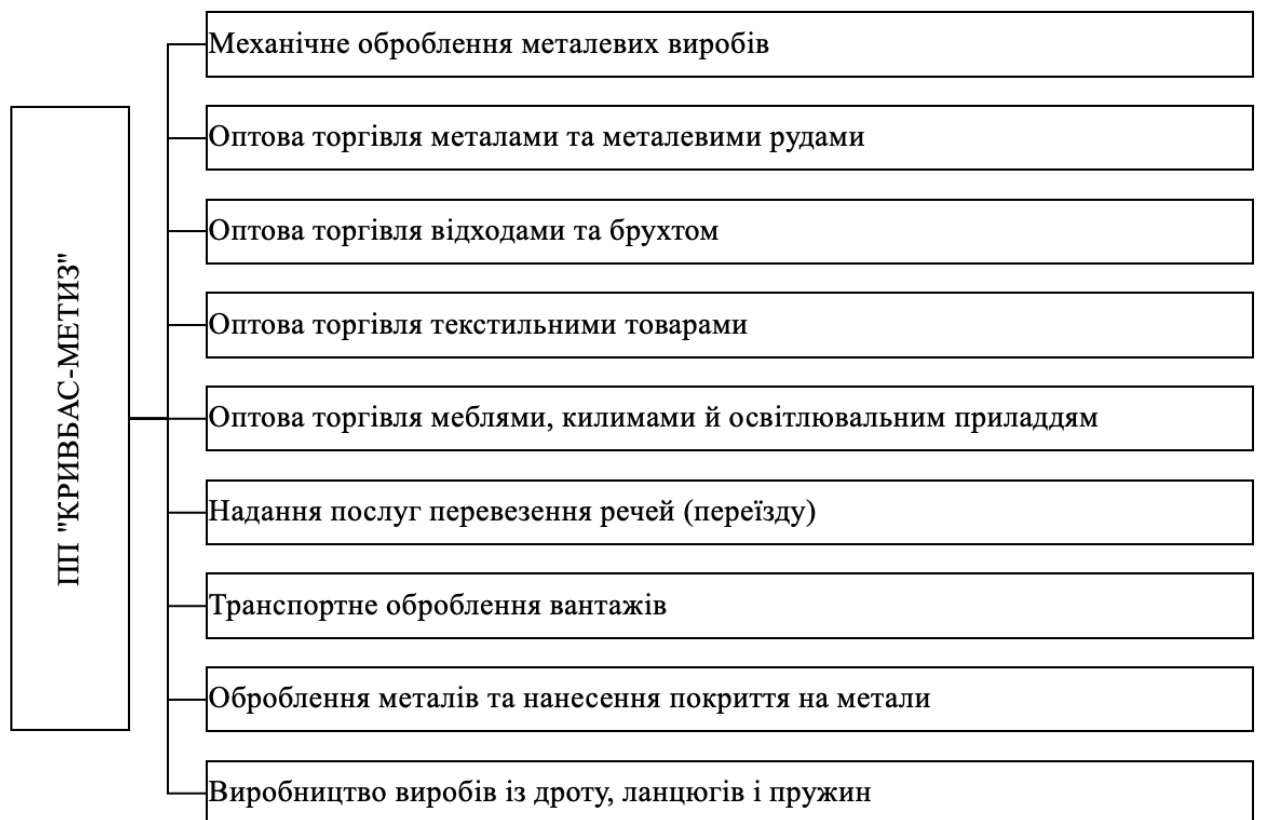 ПП "КРИВБАС-МЕТИЗ"
Механічне оброблення металевих виробів
Оптова торгівля металами та металевими рудами
Оптова торгівля відходами та брухтом
Оптова торгівля текстильними товарами
Оптова торгівля меблями, килимами й освітлювальним приладдям
Надання послуг перевезення речей (переїзду)
Транспортне оброблення вантажів
Оброблення металів та нанесення покриття на метали
Виробництво виробів із дроту, ланцюгів і пружин